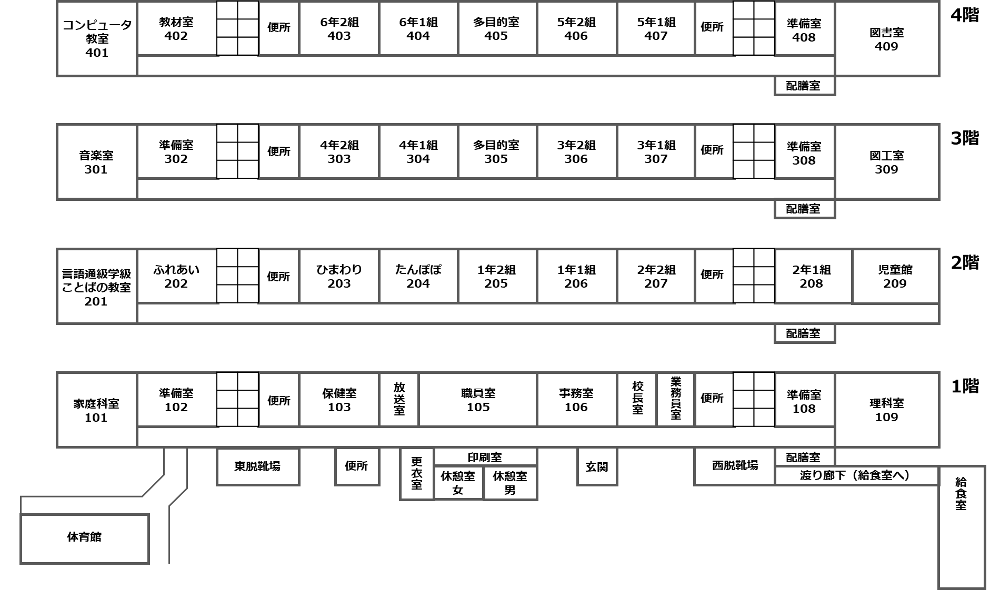 4階
コンピュータ
教室
401
教材室
402
便所
6年2組
403
6年1組
404
多目的室
405
5年2組
406
5年1組
407
便所
準備室
408
図書室
409
配膳室
3階
音楽室
301
準備室
302
便所
4年2組
303
4年1組
304
多目的室
305
3年2組
306
3年1組
307
便所
準備室
308
図工室
309
配膳室
2階
言語通級学級
ことばの教室
201
ふれあい
202
便所
ひまわり
203
たんぽぽ
204
1年2組
205
1年1組
206
2年2組
207
便所
2年1組
208
児童館
209
配膳室
1階
家庭科室
101
準備室
102
便所
保健室
103
放送室
職員室
105
事務室
106
校長室
業務員室
便所
準備室
108
理科室
109
東脱靴場
便所
更衣室
印刷室
休憩室
女
休憩室
男
玄関
西脱靴場
配膳室
渡り廊下（給食室へ）
給食室
体育館